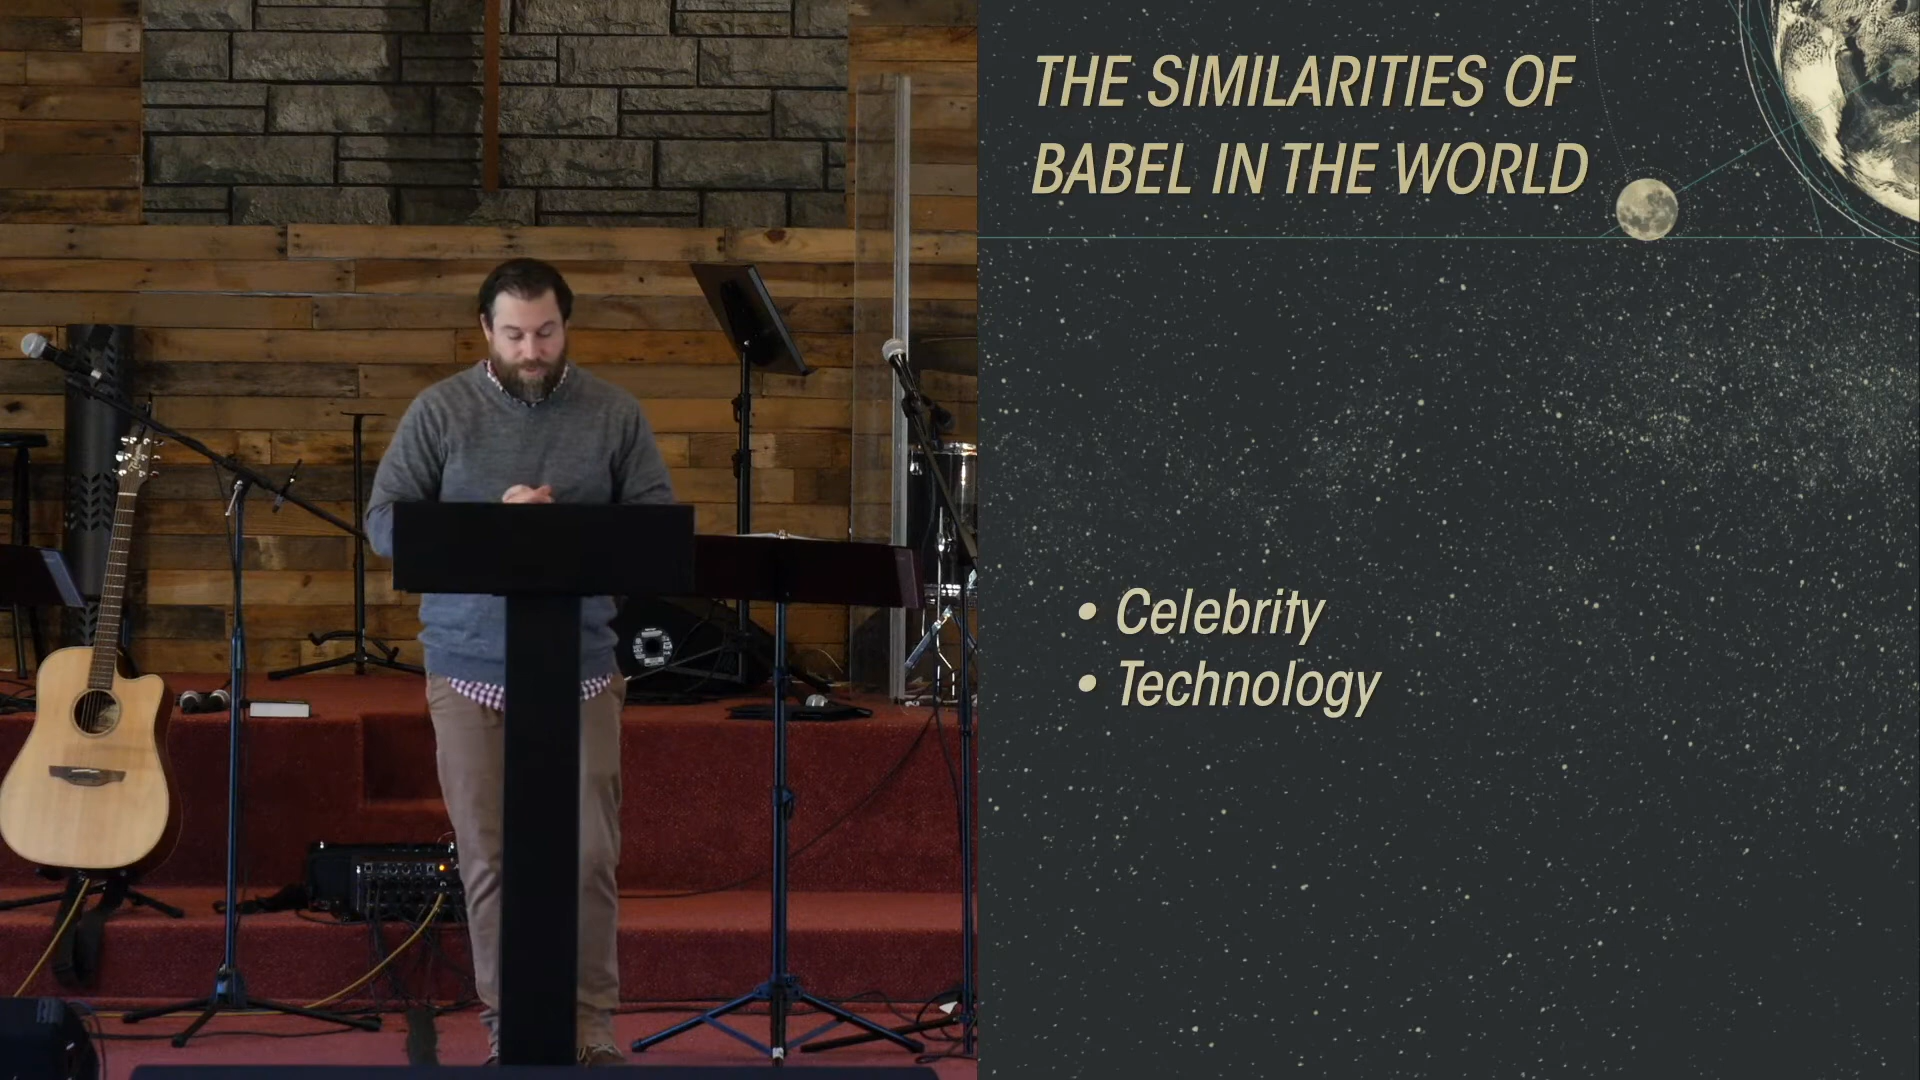 THE SIMILARITIES OF
BABEL IN THE WORLD
• Celebrity
• Technology